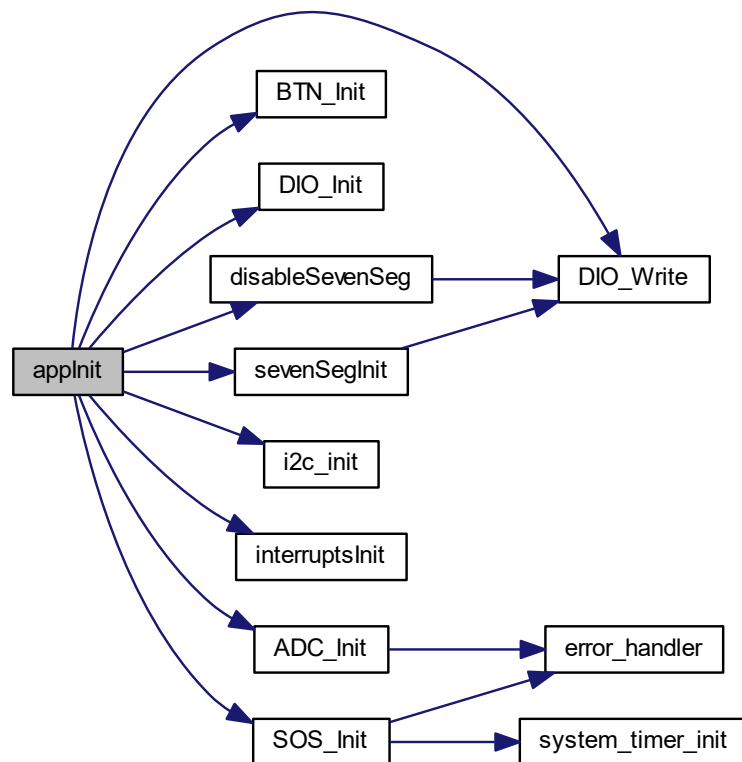 BTN_Init
DIO_Init
disableSevenSeg
DIO_Write
appInit
sevenSegInit
i2c_init
interruptsInit
ADC_Init
error_handler
SOS_Init
system_timer_init